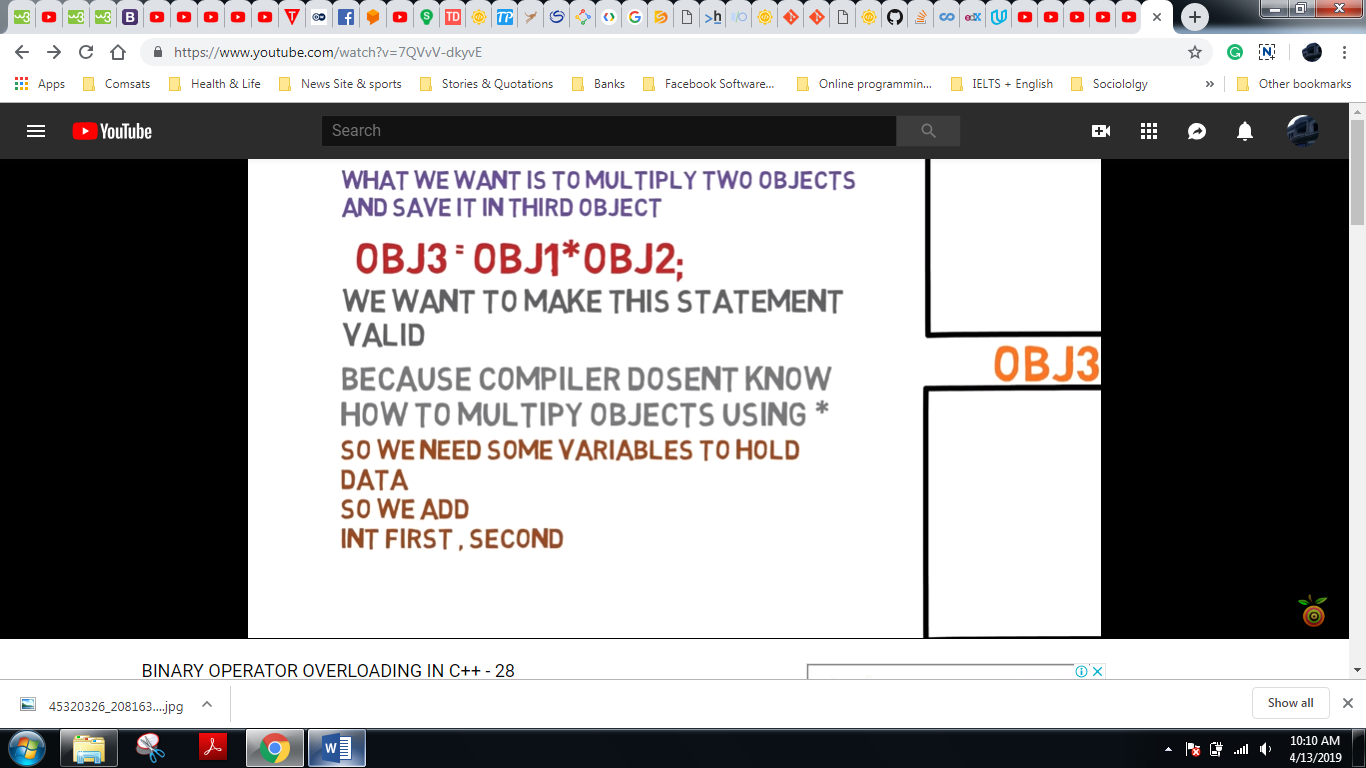 https://www.youtube.com/watch?v=7QVvV-dkyvE
Apps Comsats Health & Life News Site & sports Stories & Quotations Banks Facebook Software... Online programmin... IELTS + English Sociololgy » Other bookmarks
YouTube Search
WHAT WE WANT IS TO MULTIPLY TWO OBJECTS
AND SAVE IT IN THIRD OBJECT
OBJ3 = OBJ1*OBJ2;
WE WANT TO MAKE THIS STATEMENT
VALID
BECAUSE COMPILER DOSENT KNOW
HOW TO MULTIPY OBJECTS USING *
SO WE NEED SOME VARIABLES TO HOLD
DATA
SO WE ADD
INT FIRST , SECOND
OBJ3
BINARY OPERATOR OVERLOADING IN C++ - 28
45320326_208163....jpg Show all
10:10 AM
4/13/2019